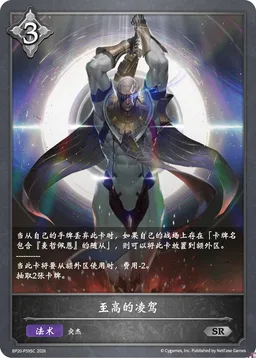 3
当从自己的手牌丢弃此卡时，如果自己的战场上存在「卡牌名
包含『麦哲佩恩』的随从」，则可以将此卡放置到额外区。
当此卡将要从额外区使用时，费用-2。
抽取2张卡牌。
至高的凌驾
法术
SR
© Cygames, Inc. Published by NetEase Games